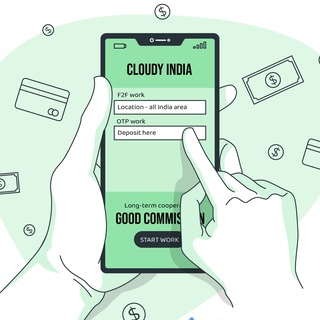 CLOUDY INDIA
F2F work
Location - all India area
OTP work
Deposit here
Long-term
GOOD
START WORK